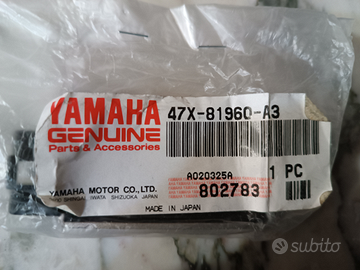 YAMAHA
GENUINE
Parts & Accessories
47X-81960-A3
A020325A
1 PC
802783
YAMAHA MOTOR CO., LTD.
SHINGAI IWATA SHIZUOKA JAPAN
MADE IN JAPAN
subito